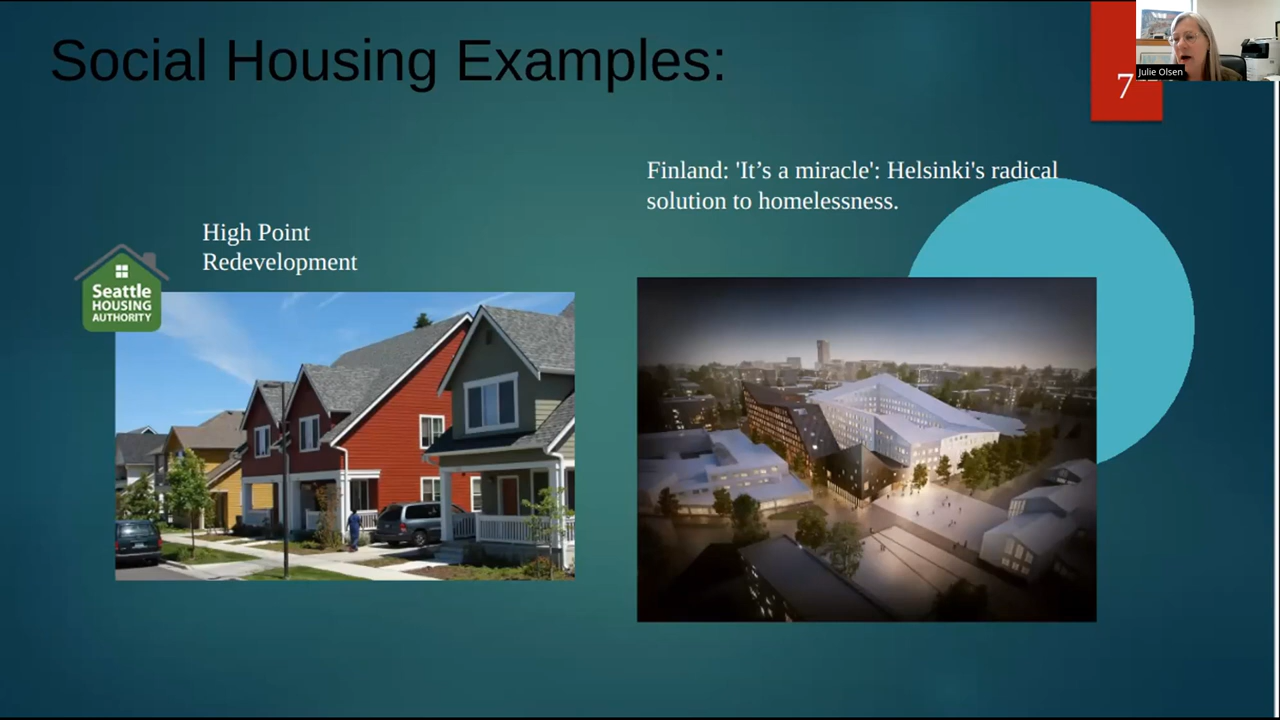 Social Housing Examples:
7
Julie Olsen
Finland: 'It’s a miracle': Helsinki's radical
solution to homelessness.
High Point
Redevelopment
Seattle
HOUSING
AUTHORITY